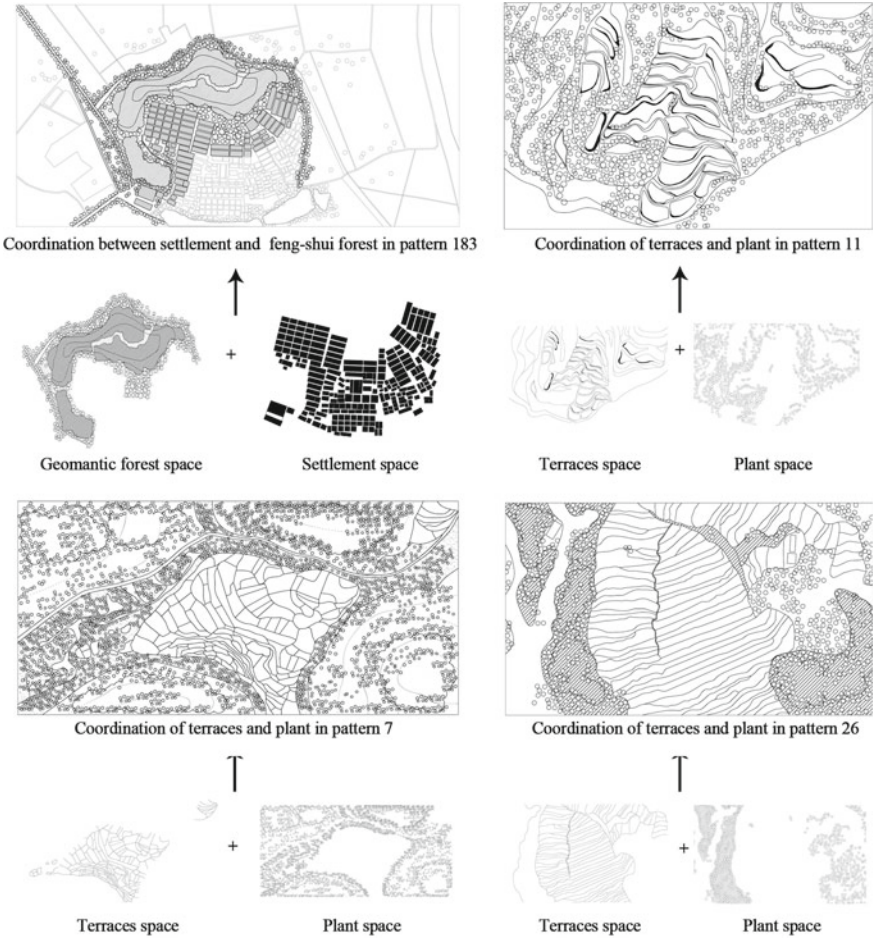 Coordination between settlement and feng-shui forest in pattern 183
Coordination of terraces and plant in pattern 11
+
+
Geomantic forest space
Settlement space
Terraces space
Plant space
Coordination of terraces and plant in pattern 7
Coordination of terraces and plant in pattern 26
+
+
Terraces space
Plant space
Terraces space
Plant space